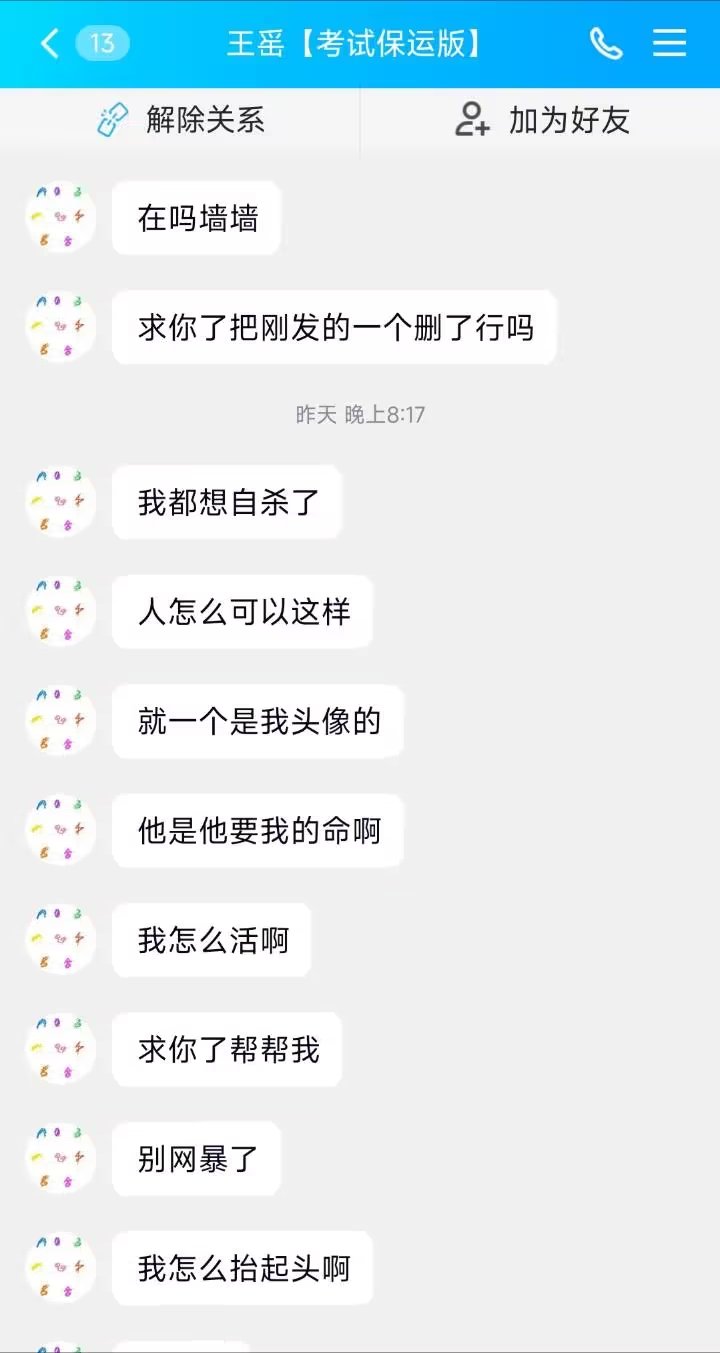 13
王瑶【考试保运版】
解除关系
加为好友
在吗墙墙
求你了把刚发的一个删了行吗
昨天 晚上8:17
我都想自杀了
人怎么可以这样
就一个是我头像的
他是他要我的命啊
我怎么活啊
求你了帮帮我
别网暴了
我怎么抬起头啊